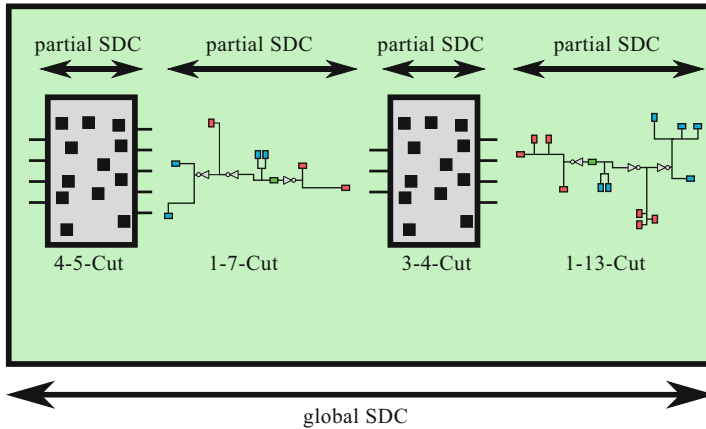 partial SDC partial SDC partial SDC partial SDC
4-5-Cut 1-7-Cut 3-4-Cut 1-13-Cut
global SDC